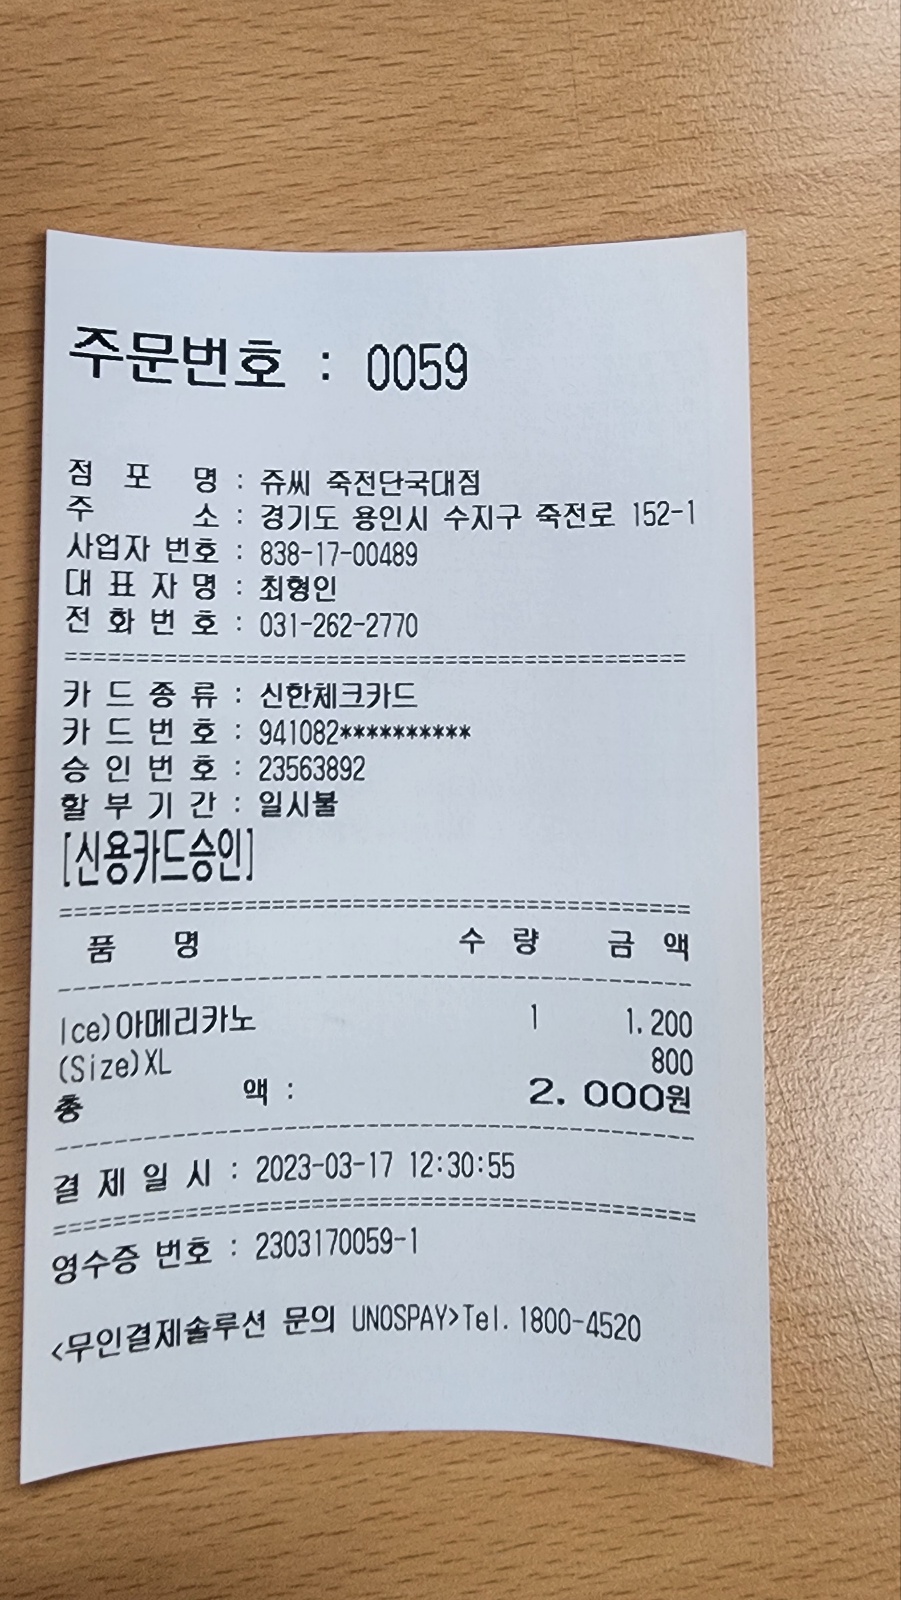 주문번호 : 0059
점 포 명 : 쥬씨 죽전단국대점
주 소 : 경기도 용인시 수지구 죽전로 152-1
사업자 번호 : 838-17-00489
대 표 자 명 : 최형인
전 화 번 호 : 031-262-2770
============================================
카 드 종 류 : 신한체크카드
카 드 번 호 : 941082**********
승 인 번 호 : 23563892
할 부 기 간 : 일시불
[신용카드승인]
============================================
품 명 수 량 금 액
--------------------------------------------
Ice)아메리카노 1 1,200
(Size)XL 800
총 액 : 2,000원
--------------------------------------------
결 제 일 시 : 2023-03-17 12:30:55
============================================
영수증 번호 : 2303170059-1
<무인결제솔루션 문의 UNOSPAY>Tel.1800-4520